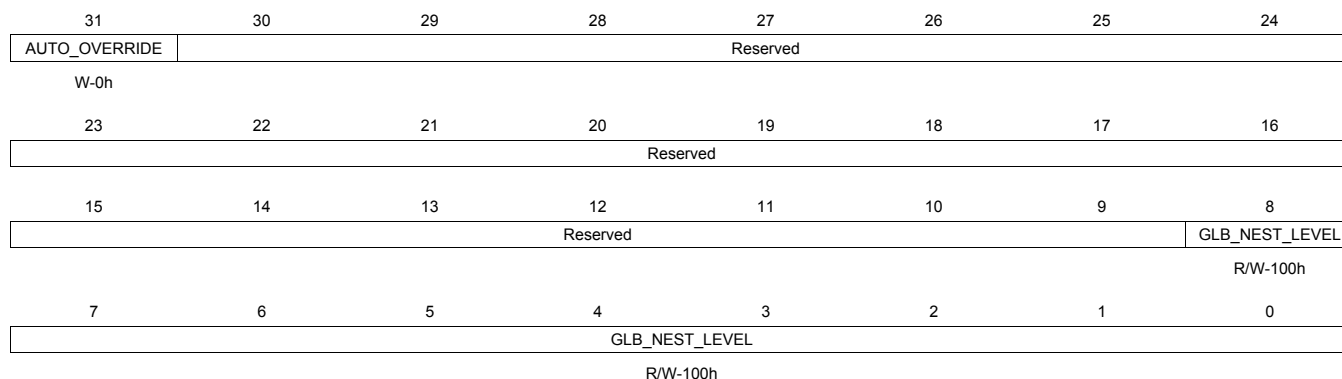 31 30 29 28 27 26 25 24
AUTO_OVERRIDE Reserved
W-0h
23 22 21 20 19 18 17 16
Reserved
15 14 13 12 11 10 9 8
Reserved GLB_NEST_LEVEL
R/W-100h
7 6 5 4 3 2 1 0
GLB_NEST_LEVEL
R/W-100h